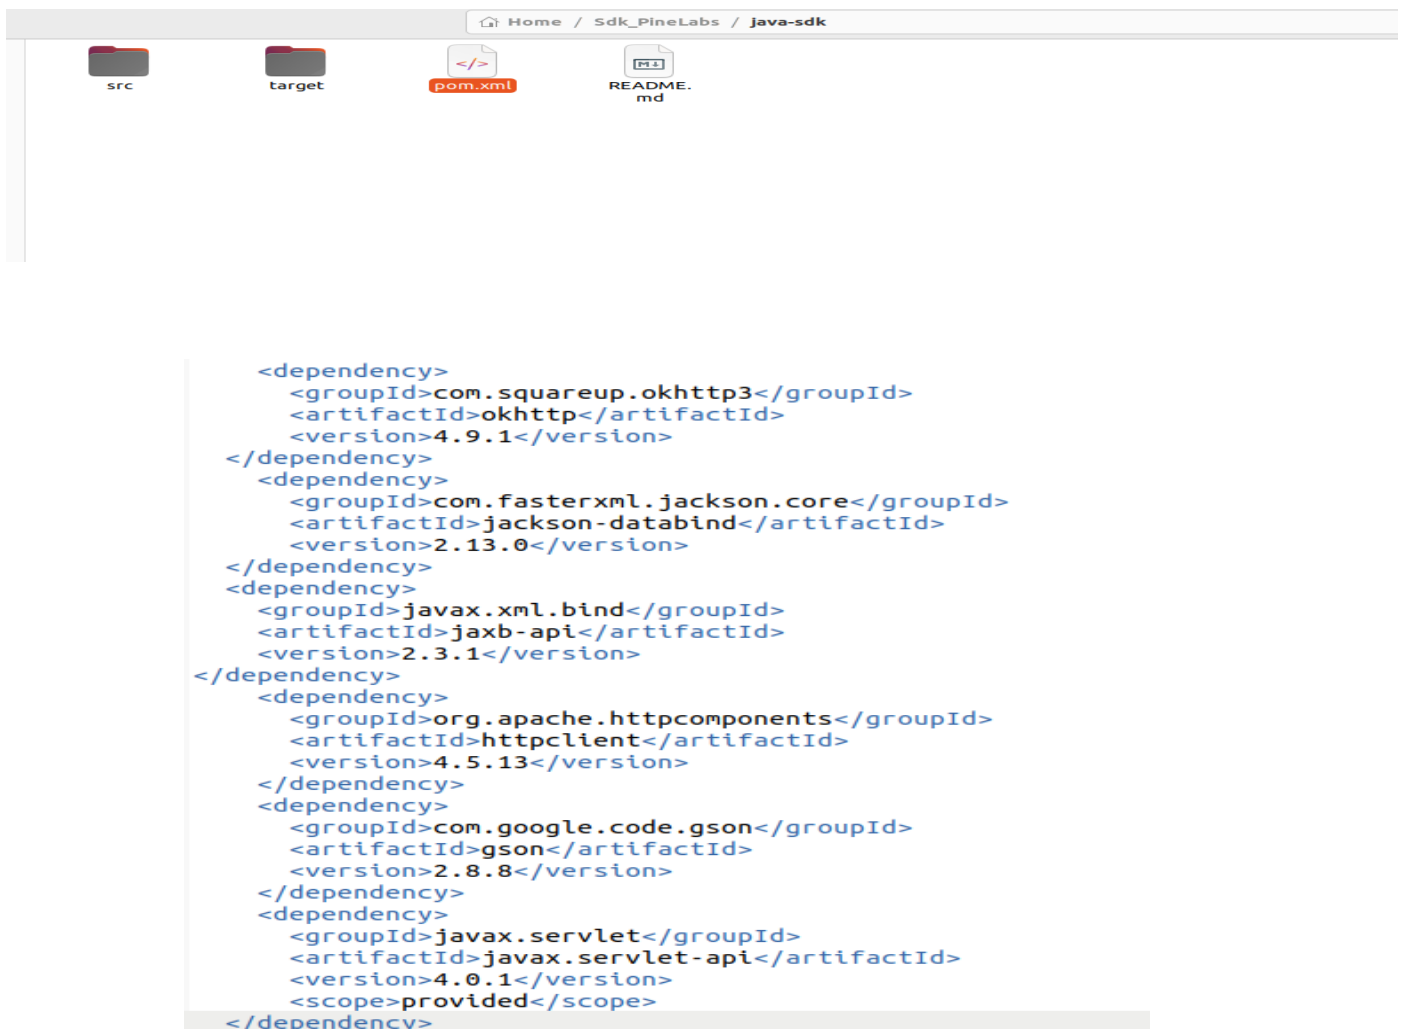 Home / Sdk_PineLabs / java-sdk
src
target
</>
pom.xml
M↓
README.
md
<dependency>
<groupId>com.squareup.okhttp3</groupId>
<artifactId>okhttp</artifactId>
<version>4.9.1</version>
</dependency>
<dependency>
<groupId>com.fasterxml.jackson.core</groupId>
<artifactId>jackson-databind</artifactId>
<version>2.13.0</version>
</dependency>
<dependency>
<groupId>javax.xml.bind</groupId>
<artifactId>jaxb-api</artifactId>
<version>2.3.1</version>
</dependency>
<dependency>
<groupId>org.apache.httpcomponents</groupId>
<artifactId>httpclient</artifactId>
<version>4.5.13</version>
</dependency>
<dependency>
<groupId>com.google.code.gson</groupId>
<artifactId>gson</artifactId>
<version>2.8.8</version>
</dependency>
<dependency>
<groupId>javax.servlet</groupId>
<artifactId>javax.servlet-api</artifactId>
<version>4.0.1</version>
<scope>provided</scope>
</dependency>